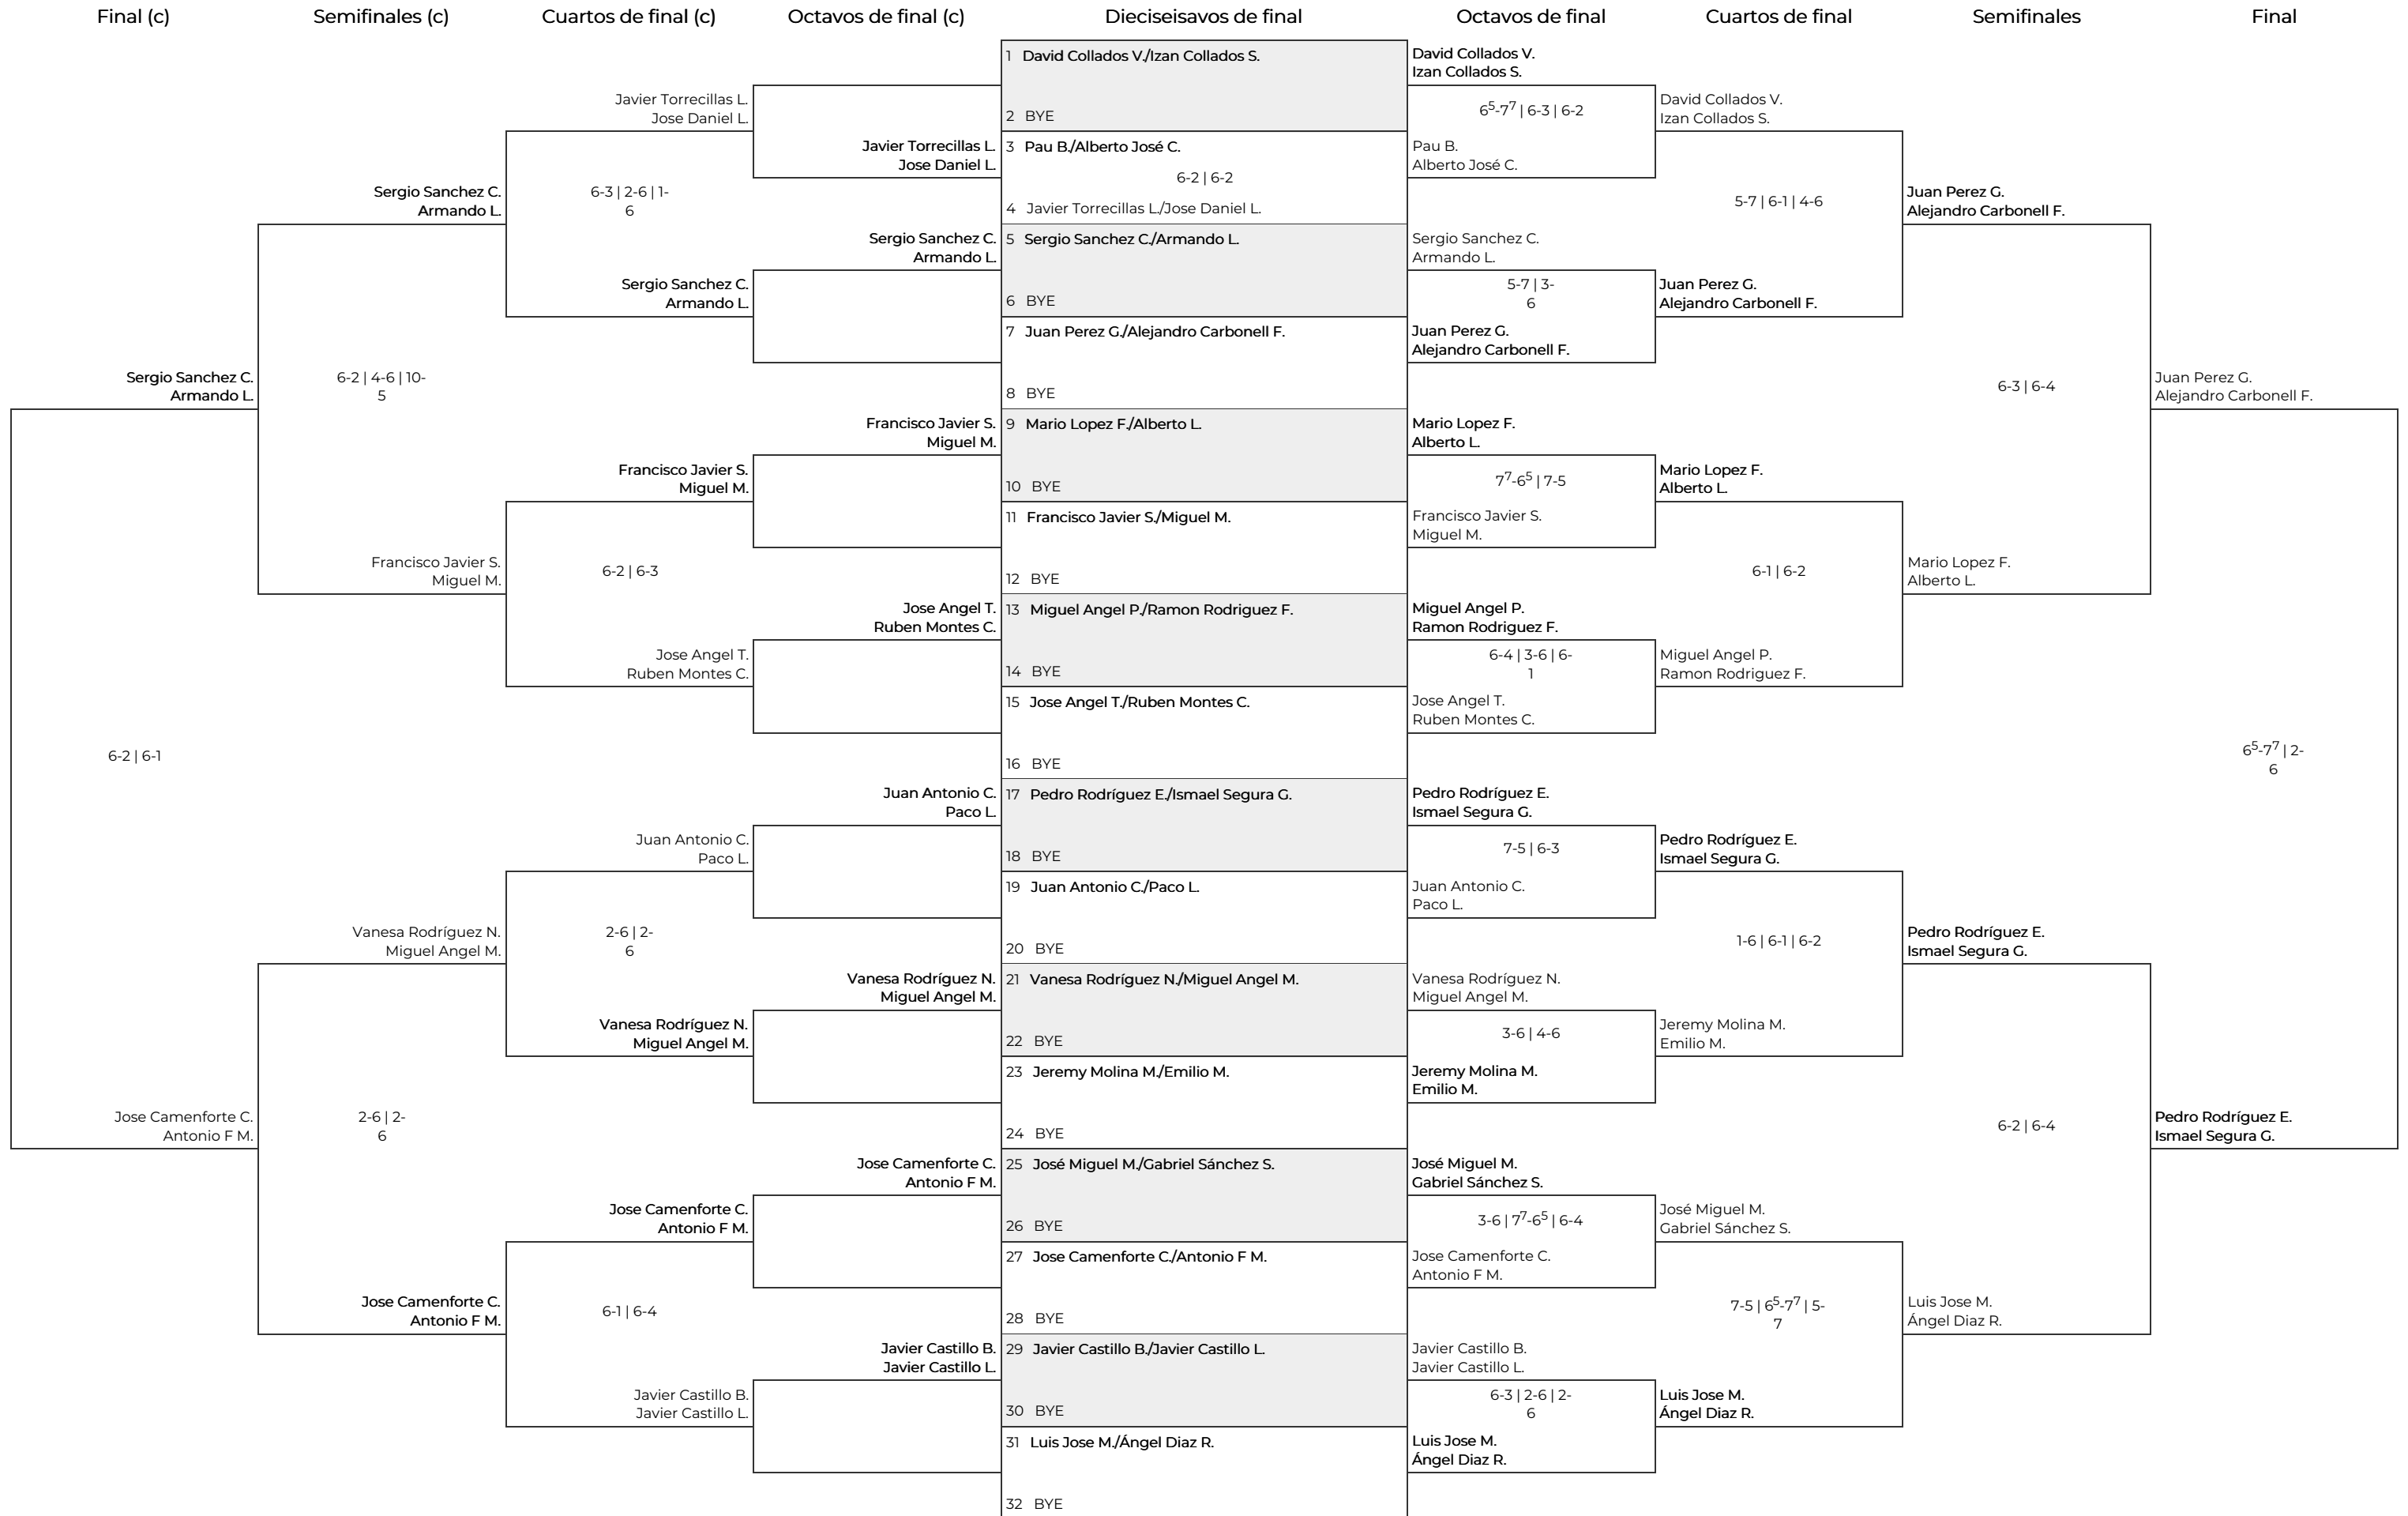 Final (c)
Semifinales (c)
Cuartos de final (c)
Octavos de final (c)
Dieciseisavos de final
Octavos de final
Cuartos de final
Semifinales
Final
Sergio Sanchez C.
Armando L.
6-2 | 6-1
Jose Camenforte C.
Antonio F M.
Sergio Sanchez C.
Armando L.
6-2 | 4-6 | 10-
5
Francisco Javier S.
Miguel M.
Vanesa Rodríguez N.
Miguel Angel M.
2-6 | 2-
6
Jose Camenforte C.
Antonio F M.
Javier Torrecillas L.
Jose Daniel L.
6-3 | 2-6 | 1-
6
Sergio Sanchez C.
Armando L.
Francisco Javier S.
Miguel M.
6-2 | 6-3
Jose Angel T.
Ruben Montes C.
Juan Antonio C.
Paco L.
2-6 | 2-
6
Vanesa Rodríguez N.
Miguel Angel M.
Jose Camenforte C.
Antonio F M.
6-1 | 6-4
Javier Castillo B.
Javier Castillo L.
Javier Torrecillas L.
Jose Daniel L.
Sergio Sanchez C.
Armando L.
Francisco Javier S.
Miguel M.
Jose Angel T.
Ruben Montes C.
Juan Antonio C.
Paco L.
Vanesa Rodríguez N.
Miguel Angel M.
Jose Camenforte C.
Antonio F M.
Javier Castillo B.
Javier Castillo L.
1 David Collados V./Izan Collados S.
2 BYE
3 Pau B./Alberto José C.
6-2 | 6-2
4 Javier Torrecillas L./Jose Daniel L.
5 Sergio Sanchez C./Armando L.
6 BYE
7 Juan Perez G./Alejandro Carbonell F.
8 BYE
9 Mario Lopez F./Alberto L.
10 BYE
11 Francisco Javier S./Miguel M.
12 BYE
13 Miguel Angel P./Ramon Rodriguez F.
14 BYE
15 Jose Angel T./Ruben Montes C.
16 BYE
17 Pedro Rodríguez E./Ismael Segura G.
18 BYE
19 Juan Antonio C./Paco L.
20 BYE
21 Vanesa Rodríguez N./Miguel Angel M.
22 BYE
23 Jeremy Molina M./Emilio M.
24 BYE
25 José Miguel M./Gabriel Sánchez S.
26 BYE
27 Jose Camenforte C./Antonio F M.
28 BYE
29 Javier Castillo B./Javier Castillo L.
30 BYE
31 Luis Jose M./Ángel Diaz R.
32 BYE
David Collados V.
Izan Collados S.
6⁵-7⁷ | 6-3 | 6-2
Pau B.
Alberto José C.
Sergio Sanchez C.
Armando L.
5-7 | 3-
6
Juan Perez G.
Alejandro Carbonell F.
Mario Lopez F.
Alberto L.
7⁷-6⁵ | 7-5
Francisco Javier S.
Miguel M.
Miguel Angel P.
Ramon Rodriguez F.
6-4 | 3-6 | 6-
1
Jose Angel T.
Ruben Montes C.
Pedro Rodríguez E.
Ismael Segura G.
7-5 | 6-3
Juan Antonio C.
Paco L.
Vanesa Rodríguez N.
Miguel Angel M.
3-6 | 4-6
Jeremy Molina M.
Emilio M.
José Miguel M.
Gabriel Sánchez S.
3-6 | 7⁷-6⁵ | 6-4
Jose Camenforte C.
Antonio F M.
Javier Castillo B.
Javier Castillo L.
6-3 | 2-6 | 2-
6
Luis Jose M.
Ángel Diaz R.
David Collados V.
Izan Collados S.
5-7 | 6-1 | 4-6
Juan Perez G.
Alejandro Carbonell F.
Mario Lopez F.
Alberto L.
6-1 | 6-2
Miguel Angel P.
Ramon Rodriguez F.
Pedro Rodríguez E.
Ismael Segura G.
1-6 | 6-1 | 6-2
Jeremy Molina M.
Emilio M.
José Miguel M.
Gabriel Sánchez S.
7-5 | 6⁵-7⁷ | 5-
7
Luis Jose M.
Ángel Diaz R.
Juan Perez G.
Alejandro Carbonell F.
6-3 | 6-4
Mario Lopez F.
Alberto L.
Pedro Rodríguez E.
Ismael Segura G.
6-2 | 6-4
Luis Jose M.
Ángel Diaz R.
Juan Perez G.
Alejandro Carbonell F.
6⁵-7⁷ | 2-
6
Pedro Rodríguez E.
Ismael Segura G.